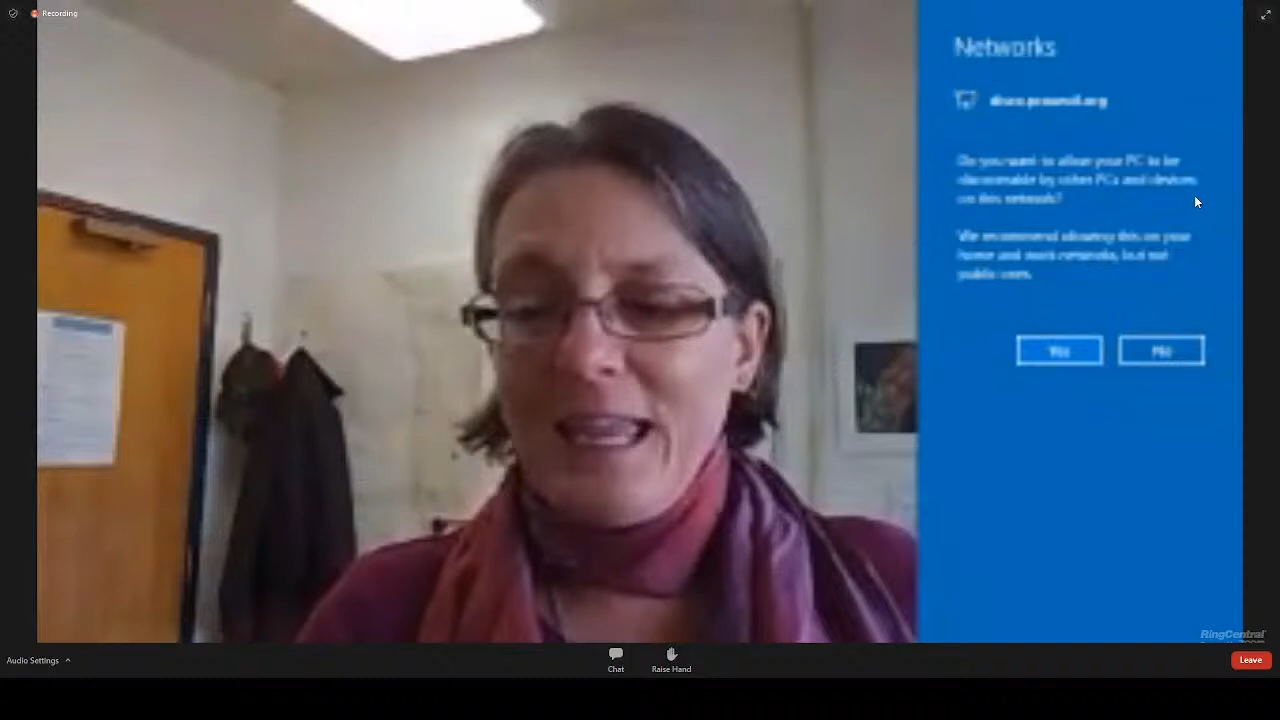 Recording
Networks
Do you want to allow your PC to be
discoverable by other PCs and devices
on this network?
We recommend allowing this on your
home and work networks, but not
public ones.
Yes
No
RingCentral
Audio Settings
Chat
Raise Hand
Leave